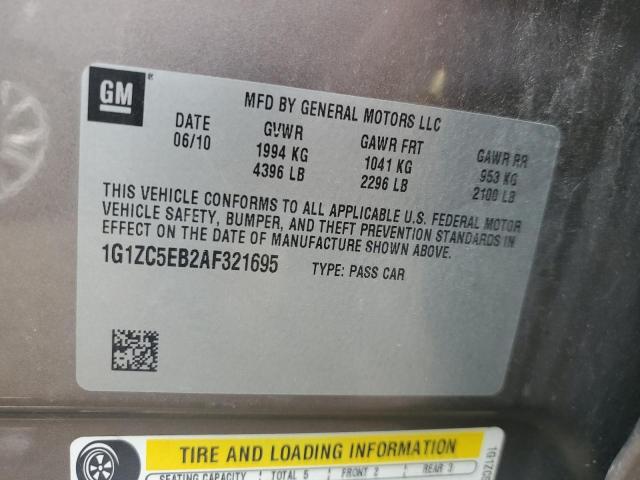 GM
MFD BY GENERAL MOTORS LLC
DATE GVWR GAWR FRT GAWR RR
06/10 1994 KG 1041 KG 953 KG
4396 LB 2296 LB 2100 LB
THIS VEHICLE CONFORMS TO ALL APPLICABLE U.S. FEDERAL MOTOR
VEHICLE SAFETY, BUMPER, AND THEFT PREVENTION STANDARDS IN
EFFECT ON THE DATE OF MANUFACTURE SHOWN ABOVE.
1G1ZC5EB2AF321695 TYPE: PASS CAR
TIRE AND LOADING INFORMATION
SEATING CAPACITY TOTAL 5 FRONT 2 REAR 3